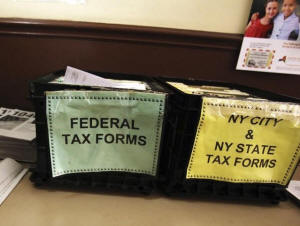 FEDERAL
TAX FORMS
NY CITY
&
NY STATE
TAX FORMS